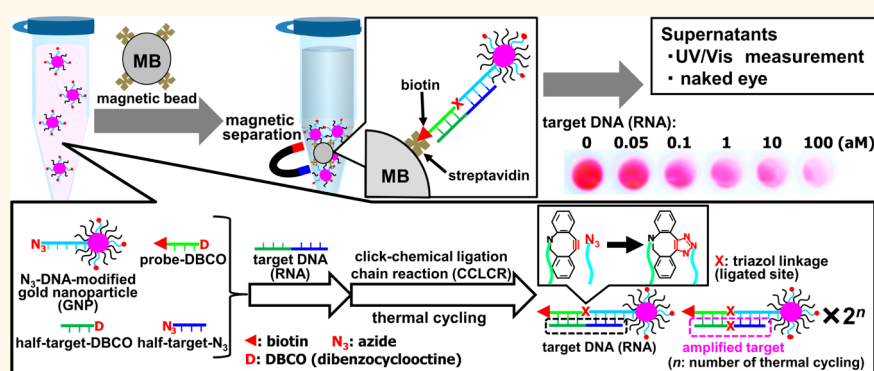 MB
magnetic bead
magnetic
separation
biotin
X
MB
streptavidin
Supernatants
・UV/Vis measurement
・naked eye
target DNA (RNA):
0 0.05 0.1 1 10 100 (aM)
N3
N3-DNA-modified
gold nanoparticle
(GNP)
D
probe-DBCO
D
half-target-DBCO
N3
half-target-N3
target DNA
(RNA)
click-chemical ligation
chain reaction (CCLCR)
thermal cycling
biotin N3: azide
D: DBCO (dibenzocyclooctine)
N N3 N N N N
X: triazol linkage
(ligated site)
X
target DNA (RNA)
X
X
amplified target
×2ⁿ
(n: number of thermal cycling)